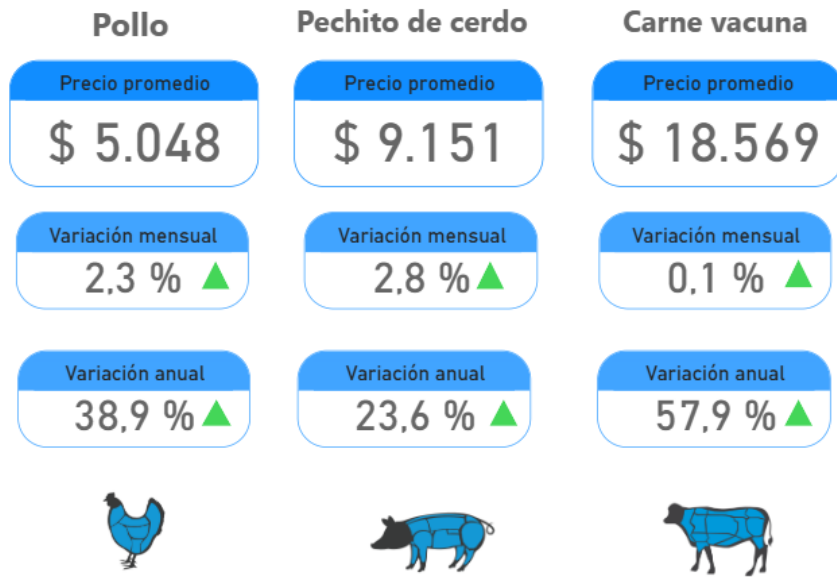 Pollo
Pechito de cerdo
Carne vacuna
Precio promedio
Precio promedio
Precio promedio
$ 5.048
$ 9.151
$ 18.569
Variación mensual
Variación mensual
Variación mensual
2,3 %
2,8 %
0,1 %
Variación anual
Variación anual
Variación anual
38,9 %
23,6 %
57,9 %